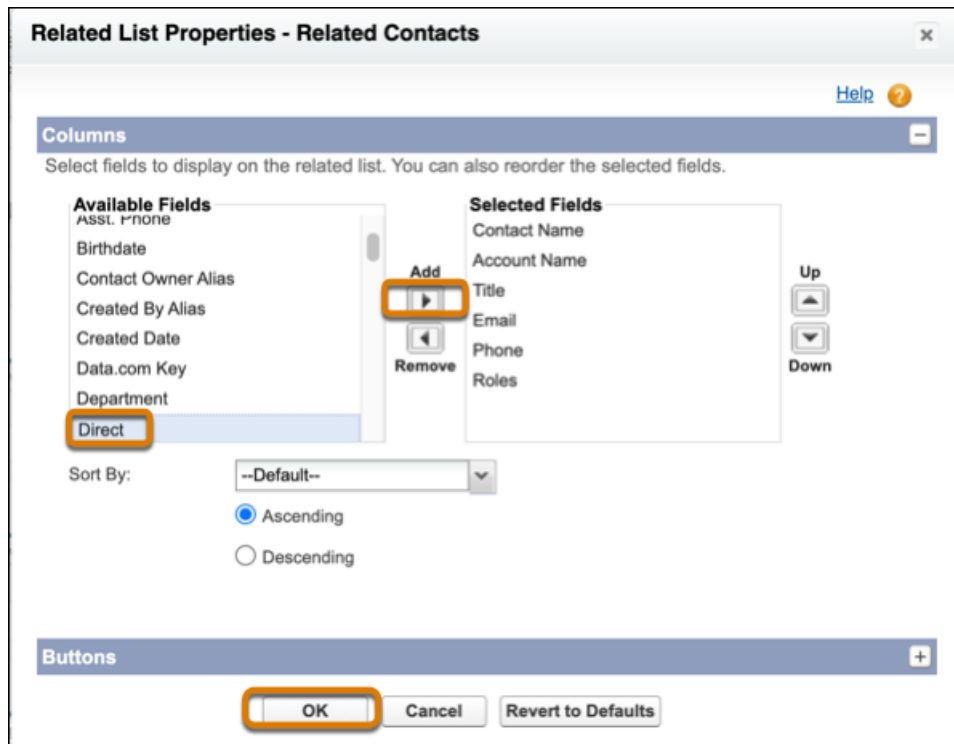 Related List Properties - Related Contacts
Help ?
Columns
Select fields to display on the related list. You can also reorder the selected fields.
Available Fields
Asst. Phone
Birthdate
Contact Owner Alias
Created By Alias
Created Date
Data.com Key
Department
Direct
Add
Remove
Selected Fields
Contact Name
Account Name
Title
Email
Phone
Roles
Up
Down
Sort By: --Default--
Ascending
Descending
Buttons
OK Cancel Revert to Defaults